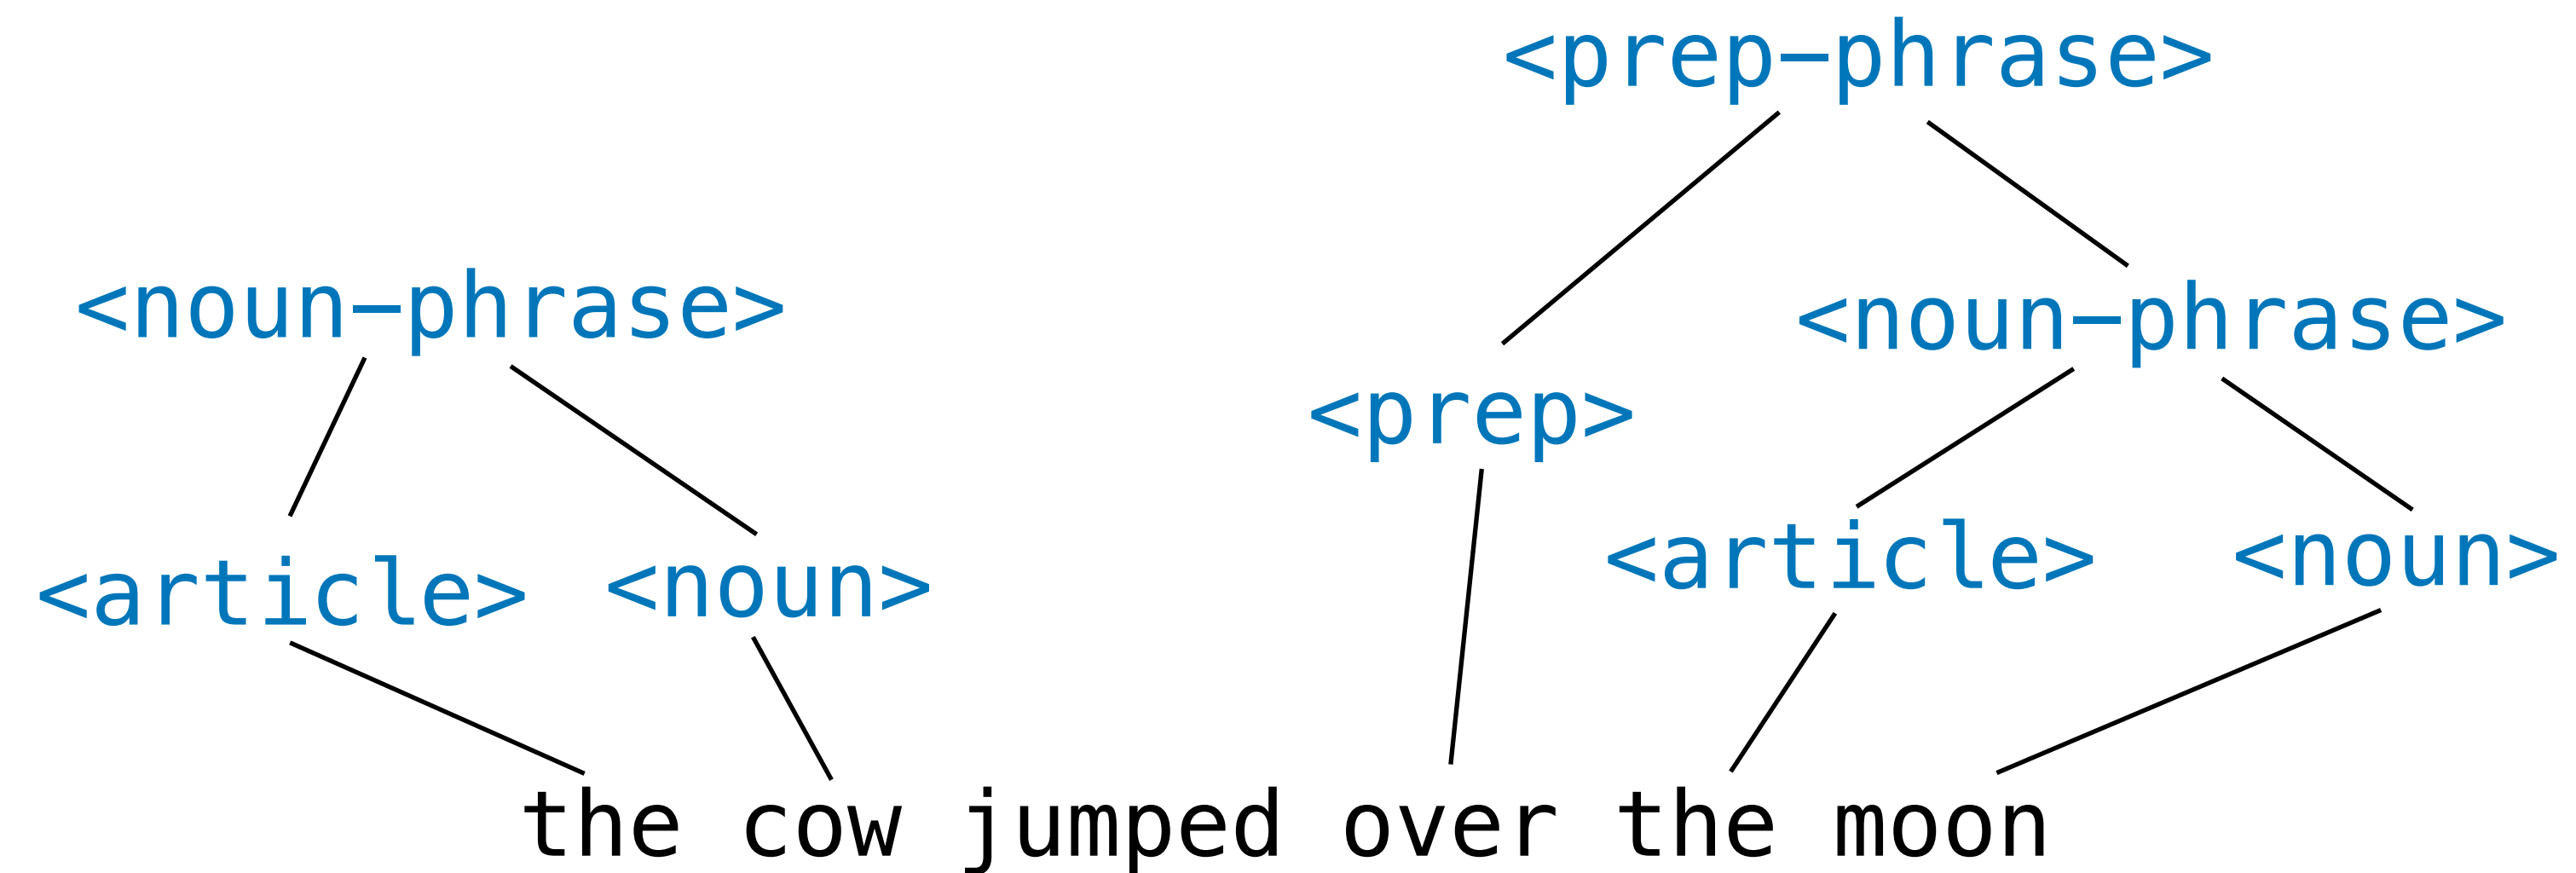 <prep-phrase>
<noun-phrase> <noun-phrase>
<prep>
<article> <noun> <article> <noun>
the cow jumped over the moon